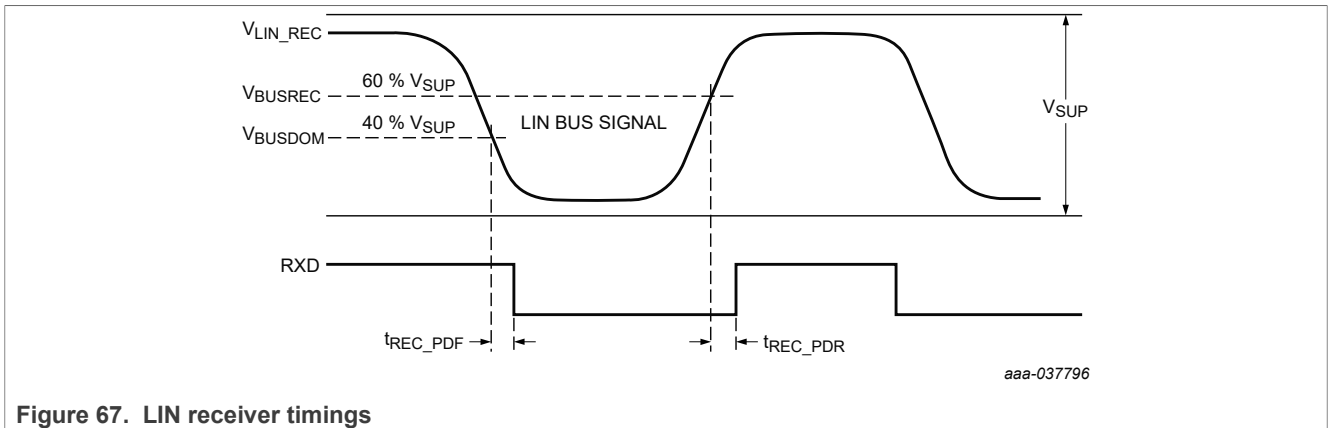 VLIN_REC
60 % VSUP
VBUSREC
VSUP
40 % VSUP
LIN BUS SIGNAL
VBUSDOM
RXD
tREC_PDF
tREC_PDR
aaa-037796
Figure 67. LIN receiver timings